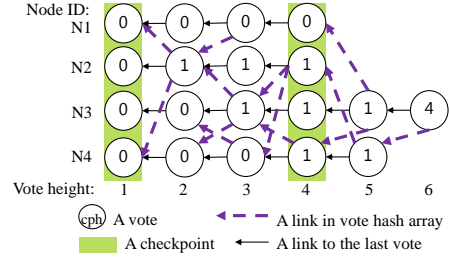 Node ID:
N1 0 0 0 0
N2 0 1 1 1
N3 0 0 1 1 1 4
N4 0 0 0 1 1
Vote height: 1 2 3 4 5 6
cph A vote A link in vote hash array
A checkpoint A link to the last vote